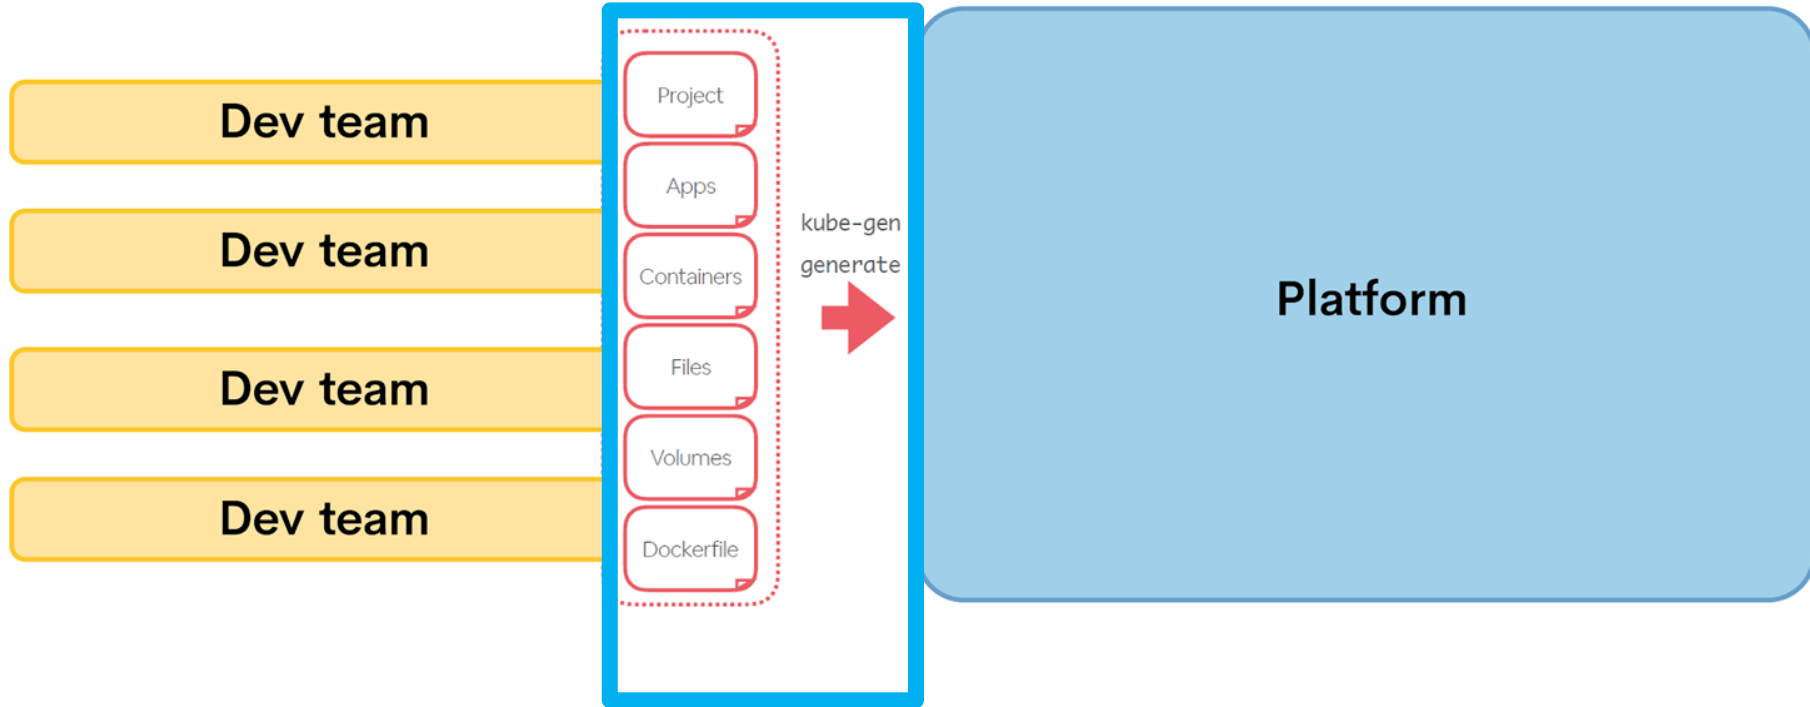 Dev team
Dev team
Dev team
Dev team
Project
Apps
Containers
Files
Volumes
Dockerfile
kube-gen
generate
Platform